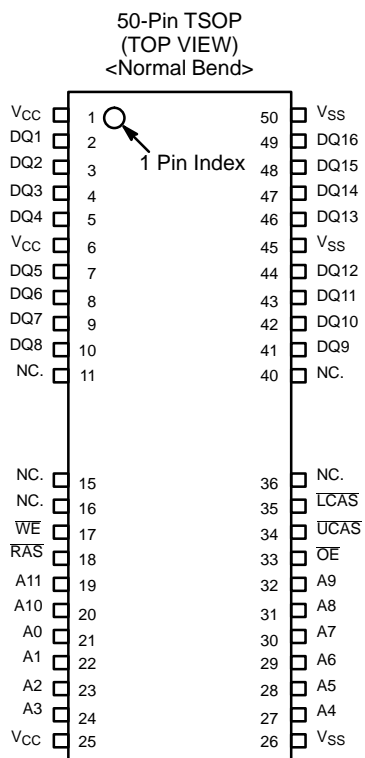 50-Pin TSOP
(TOP VIEW)
<Normal Bend>
VCC 1 50 VSS
DQ1 2 49 DQ16
DQ2 3 1 Pin Index 48 DQ15
DQ3 4 47 DQ14
DQ4 5 46 DQ13
VCC 6 45 VSS
DQ5 7 44 DQ12
DQ6 8 43 DQ11
DQ7 9 42 DQ10
DQ8 10 41 DQ9
NC. 11 40 NC.
NC. 15 36 NC.
NC. 16 35 LCAS
WE 17 34 UCAS
RAS 18 33 OE
A11 19 32 A9
A10 20 31 A8
A0 21 30 A7
A1 22 29 A6
A2 23 28 A5
A3 24 27 A4
VCC 25 26 VSS